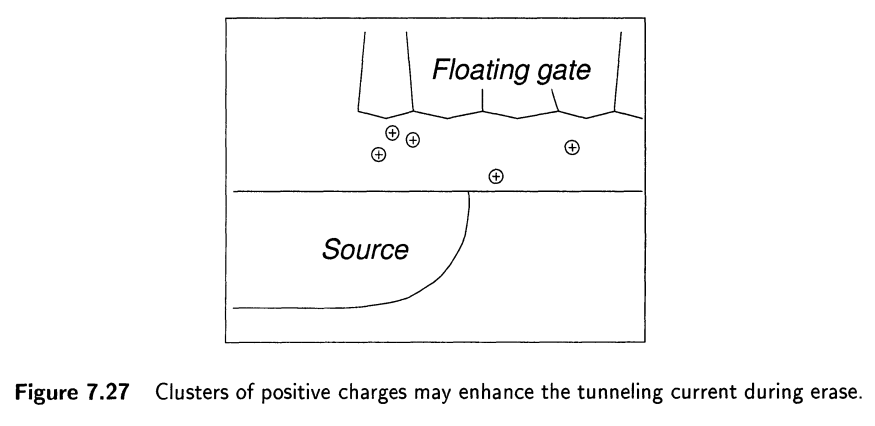 Floating gate
+
+
+
+
+
Source
Figure 7.27 Clusters of positive charges may enhance the tunneling current during erase.